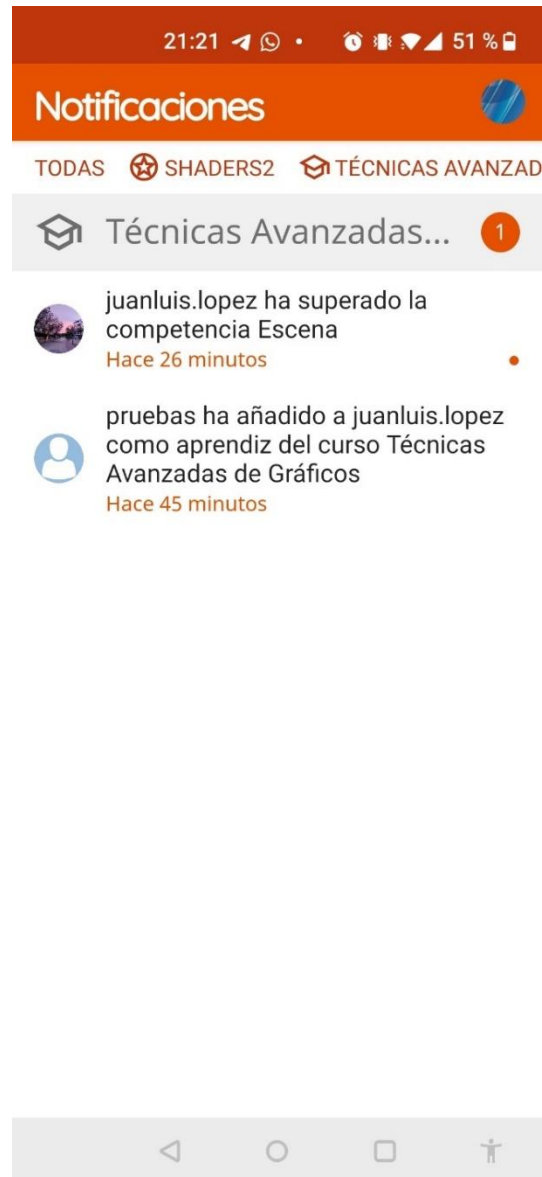 21:21 51 %
Notificaciones
TODAS SHADERS2 TÉCNICAS AVANZAD
Técnicas Avanzadas... 1
juanluis.lopez ha superado la
competencia Escena
Hace 26 minutos
pruebas ha añadido a juanluis.lopez
como aprendiz del curso Técnicas
Avanzadas de Gráficos
Hace 45 minutos